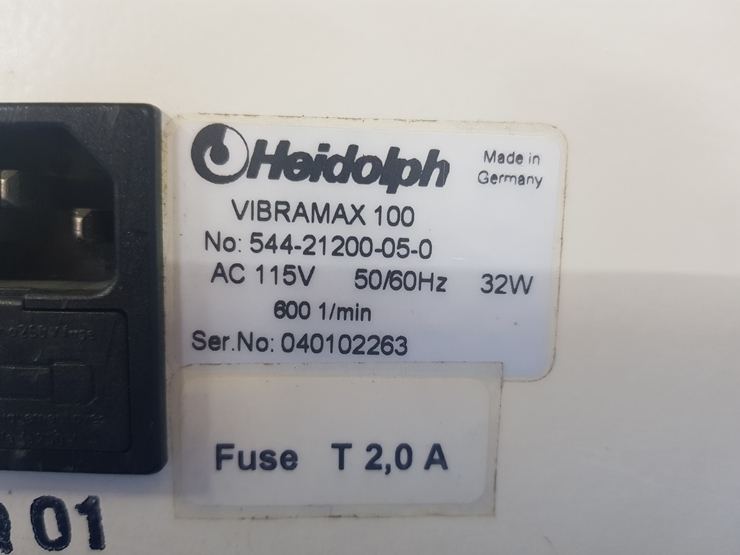 Heidolph
Made in
Germany
VIBRAMAX 100
No: 544-21200-05-0
AC 115V 50/60Hz 32W
600 1/min
Ser.No: 040102263
Fuse T 2,0 A
01